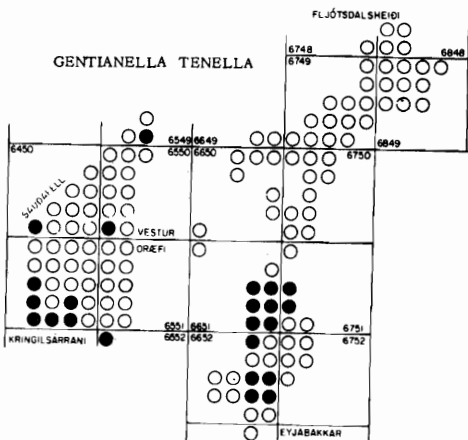 FLJÓTSDALSHEIÐI
GENTIANELLA TENELLA
6748
6848
6749
6549 6649
6450
6550 6650
6750
6849
VESTUR
ÖRÆFI
6551 6651
6751
KRINGILSÁRRANI
6552 6652
6752
EYJABAKKAR